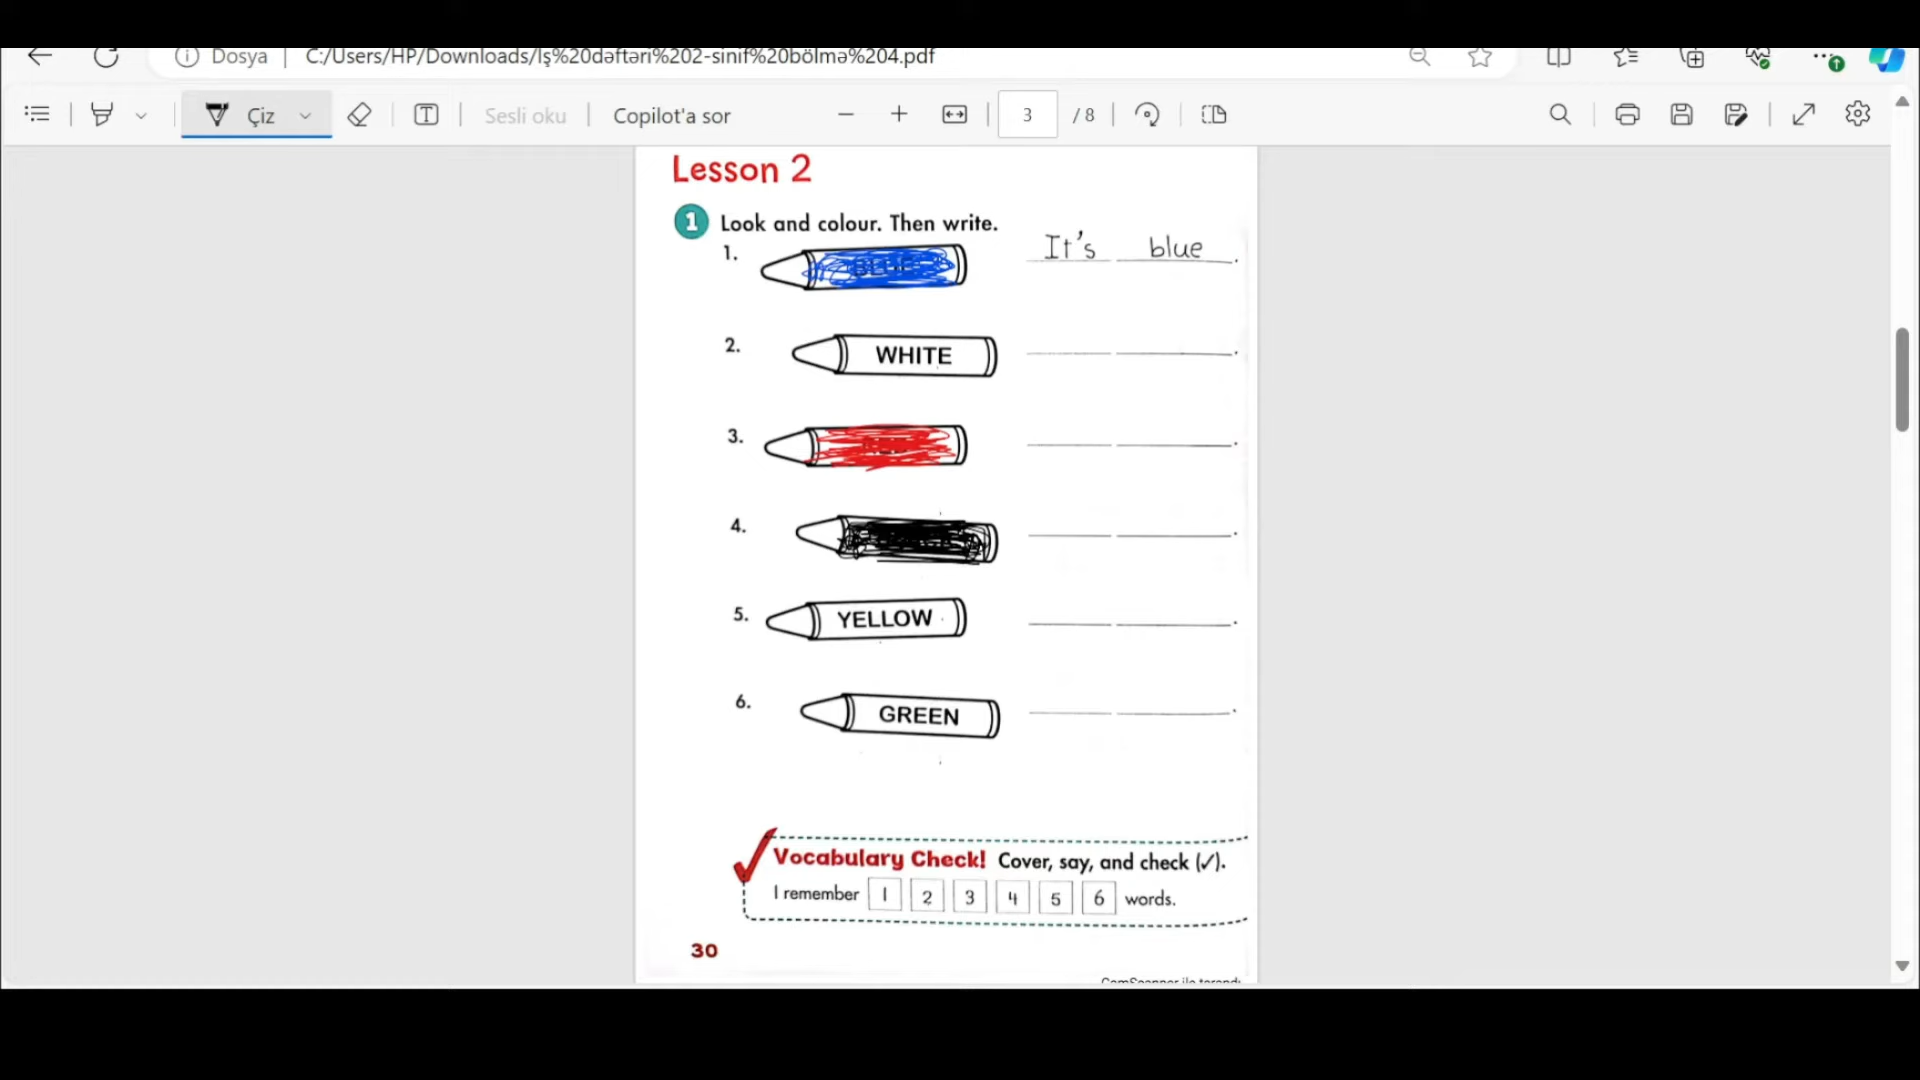 Dosya C:/Users/HP/Downloads/İş%20dəftəri%202-sinif%20bölmə%204.pdf
Çiz Sesli oku Copilot'a sor 3 / 8
Lesson 2
1 Look and colour. Then write.
1. BLUE It's blue.
2. WHITE
3.
4.
5. YELLOW
6. GREEN
Vocabulary Check! Cover, say, and check (✓).
I remember 1 2 3 4 5 6 words.
30